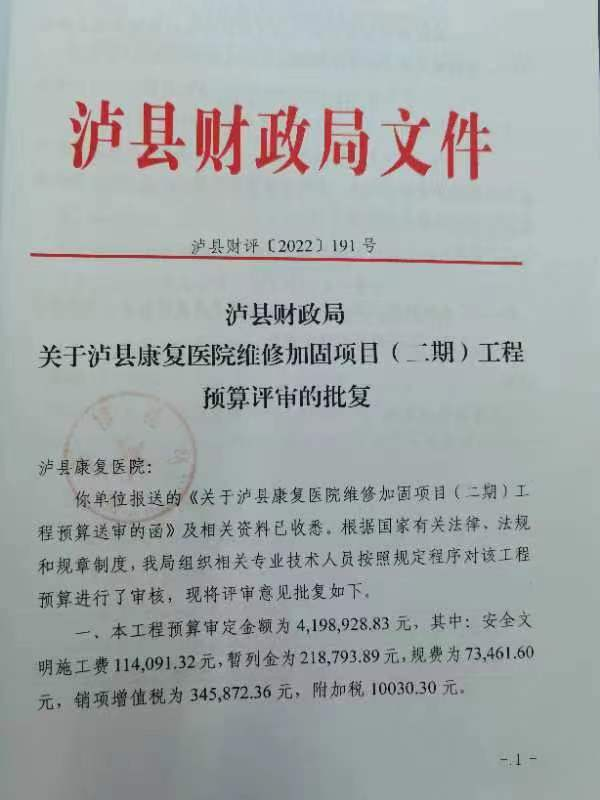 泸县财政局文件
泸县财评〔2022〕191号
泸县财政局
关于泸县康复医院维修加固项目（二期）工程
预算评审的批复
泸县康复医院：
你单位报送的《关于泸县康复医院维修加固项目（二期）工
程预算送审的函》及相关资料已收悉。根据国家有关法律、法规
和规章制度，我局组织相关专业技术人员按照规定程序对该工程
预算进行了审核，现将评审意见批复如下。
一、本工程预算审定金额为 4,198,928.83 元，其中：安全文
明施工费 114,091.32 元，暂列金为 218,793.89 元，规费为 73,461.60
元，销项增值税为 345,872.36 元，附加税 10030.30 元。
- 1 -